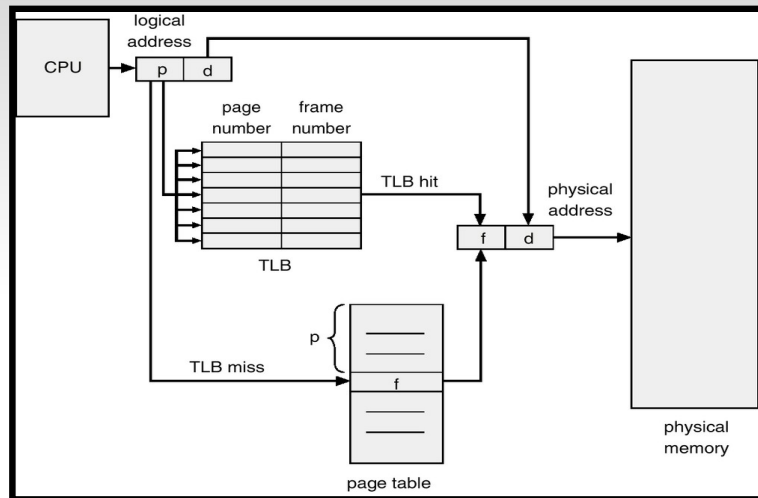 logical
address
CPU
p
d
page
number
frame
number
TLB hit
physical
address
f
d
TLB
p
TLB miss
f
physical
memory
page table